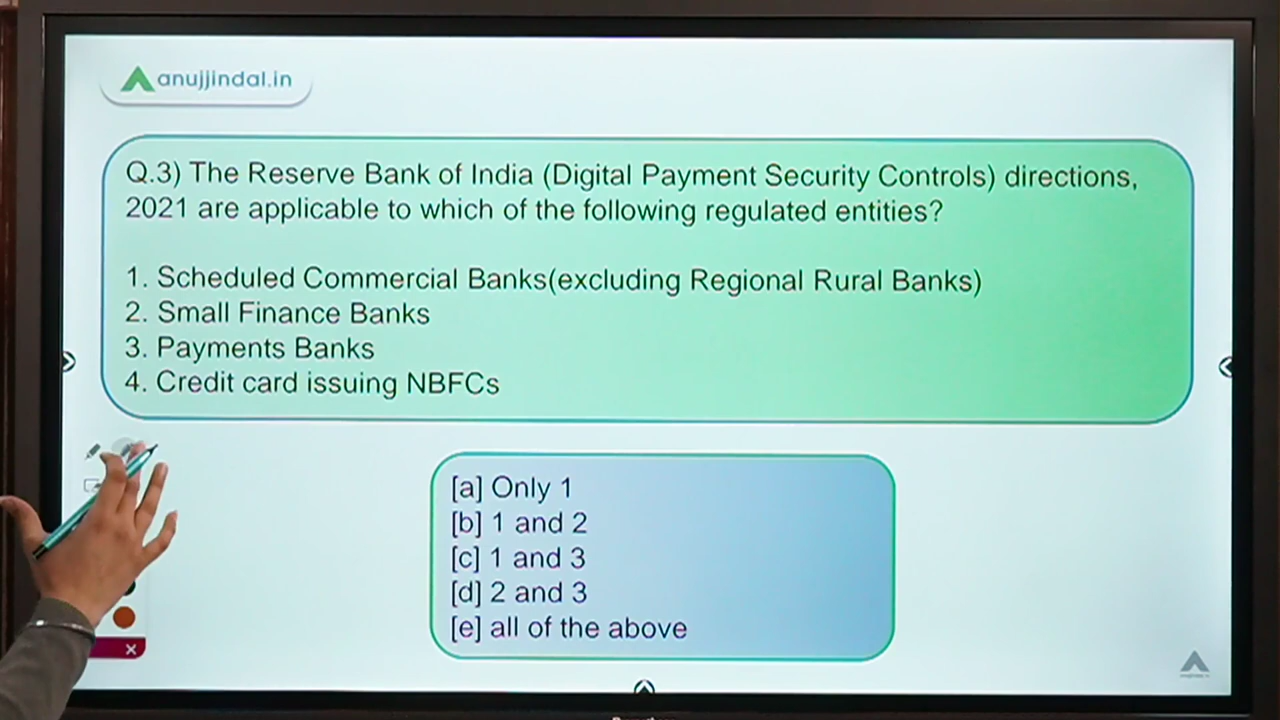 anujjindal.in
Q.3) The Reserve Bank of India (Digital Payment Security Controls) directions,
2021 are applicable to which of the following regulated entities?
1. Scheduled Commercial Banks(excluding Regional Rural Banks)
2. Small Finance Banks
3. Payments Banks
4. Credit card issuing NBFCs
[a] Only 1
[b] 1 and 2
[c] 1 and 3
[d] 2 and 3
[e] all of the above